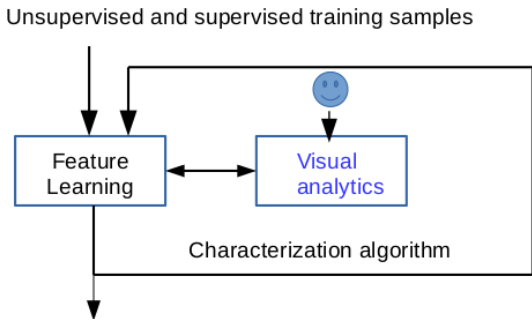 Unsupervised and supervised training samples
Feature
Learning
Visual
analytics
Characterization algorithm